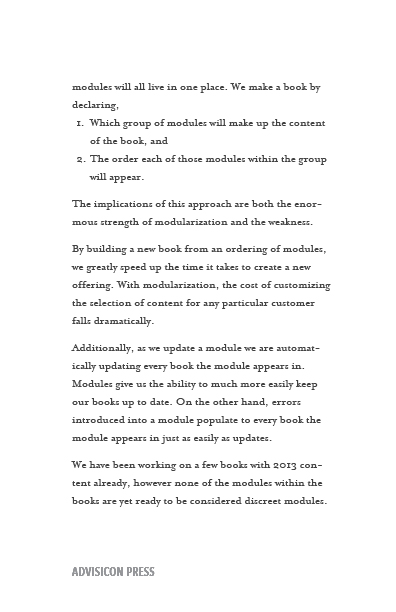 modules will all live in one place. We make a book by
declaring,
1. Which group of modules will make up the content
of the book, and
2. The order each of those modules within the group
will appear.
The implications of this approach are both the enor-
mous strength of modularization and the weakness.
By building a new book from an ordering of modules,
we greatly speed up the time it takes to create a new
offering. With modularization, the cost of customizing
the selection of content for any particular customer
falls dramatically.
Additionally, as we update a module we are automat-
ically updating every book the module appears in.
Modules give us the ability to much more easily keep
our books up to date. On the other hand, errors
introduced into a module populate to every book the
module appears in just as easily as updates.
We have been working on a few books with 2013 con-
tent already, however none of the modules within the
books are yet ready to be considered discreet modules.
ADVISICON PRESS